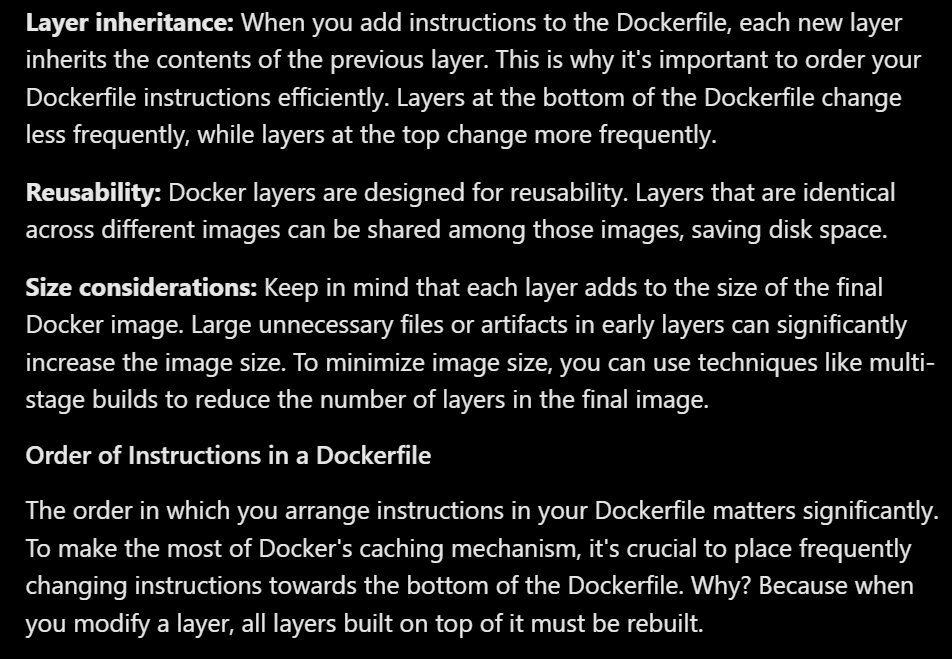 Layer inheritance: When you add instructions to the Dockerfile, each new layer
inherits the contents of the previous layer. This is why it's important to order your
Dockerfile instructions efficiently. Layers at the bottom of the Dockerfile change
less frequently, while layers at the top change more frequently.
Reusability: Docker layers are designed for reusability. Layers that are identical
across different images can be shared among those images, saving disk space.
Size considerations: Keep in mind that each layer adds to the size of the final
Docker image. Large unnecessary files or artifacts in early layers can significantly
increase the image size. To minimize image size, you can use techniques like multi-
stage builds to reduce the number of layers in the final image.
Order of Instructions in a Dockerfile
The order in which you arrange instructions in your Dockerfile matters significantly.
To make the most of Docker's caching mechanism, it's crucial to place frequently
changing instructions towards the bottom of the Dockerfile. Why? Because when
you modify a layer, all layers built on top of it must be rebuilt.